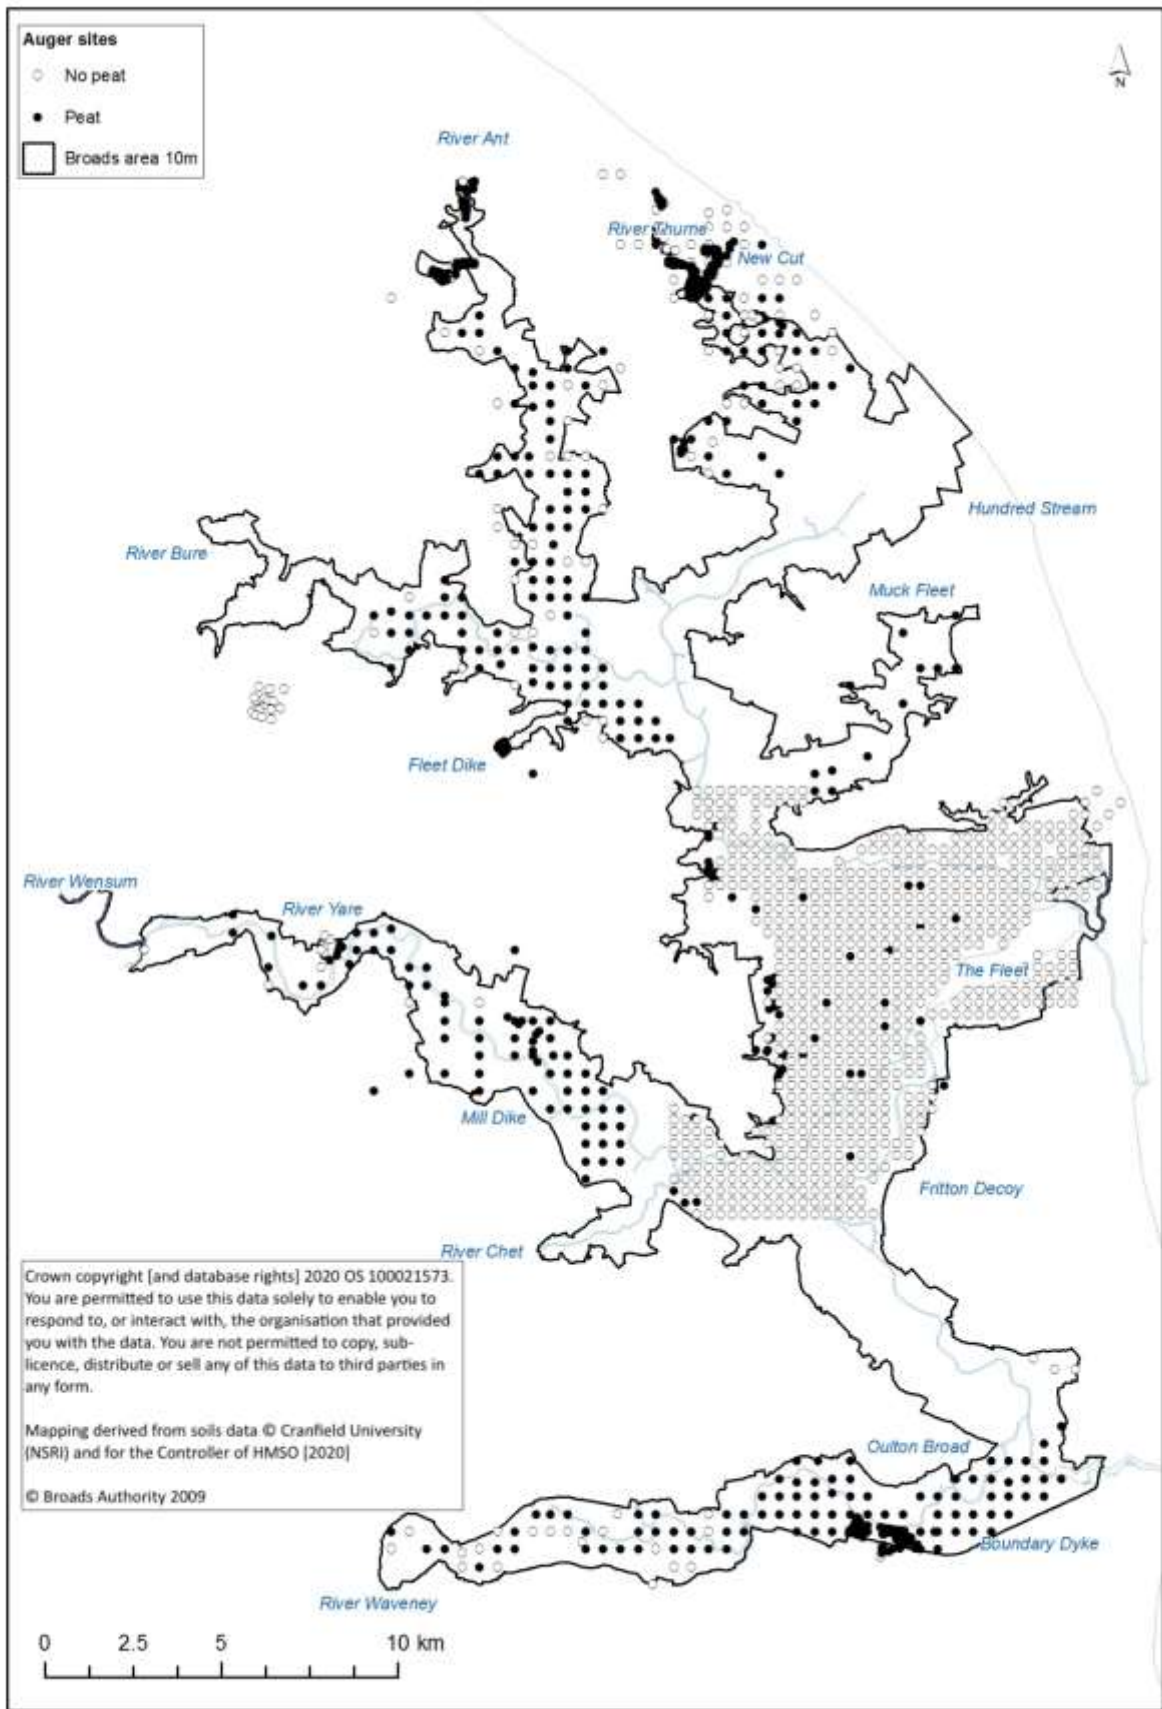 Auger sites
No peat
Peat
Broads area 10m
N
River Ant
River Thurne
New Cut
Hundred Stream
River Bure
Muck Fleet
Fleet Dike
River Wensum
River Yare
The Fleet
Mill Dike
Fritton Decoy
River Chet
Crown copyright [and database rights] 2020 OS 100021573.
You are permitted to use this data solely to enable you to
respond to, or interact with, the organisation that provided
you with the data. You are not permitted to copy, sub-
licence, distribute or sell any of this data to third parties in
any form.
Mapping derived from soils data © Cranfield University
(NSRI) and for the Controller of HMSO [2020]
© Broads Authority 2009
Oulton Broad
Boundary Dyke
River Waveney
0 2.5 5 10 km